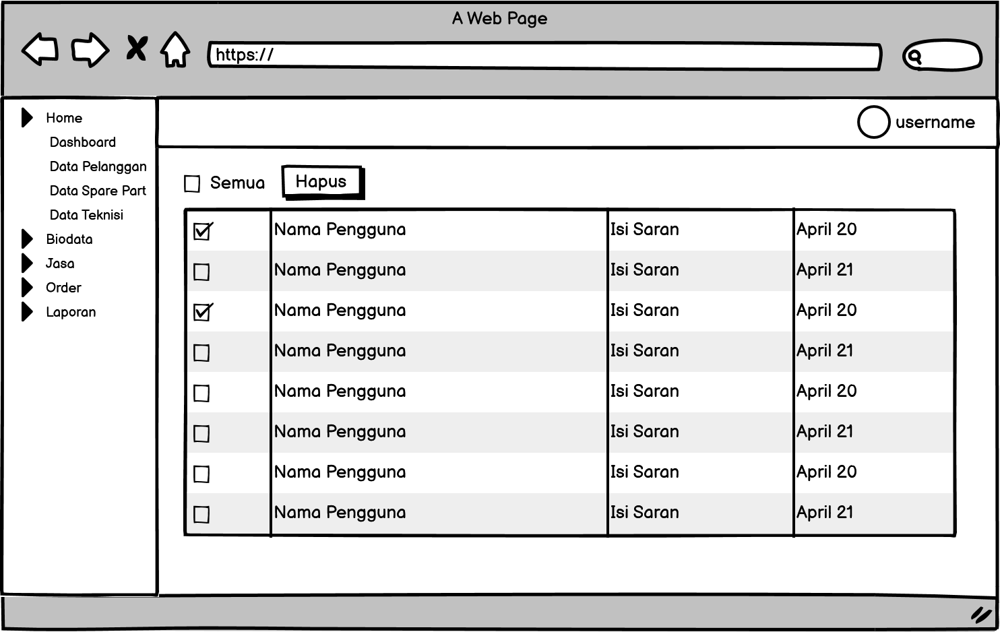 A Web Page
https://
username
Home
Dashboard
Data Pelanggan
Data Spare Part
Data Teknisi
Biodata
Jasa
Order
Laporan
Semua Hapus
Nama Pengguna Isi Saran April 20
Nama Pengguna Isi Saran April 21
Nama Pengguna Isi Saran April 20
Nama Pengguna Isi Saran April 21
Nama Pengguna Isi Saran April 20
Nama Pengguna Isi Saran April 21
Nama Pengguna Isi Saran April 20
Nama Pengguna Isi Saran April 21